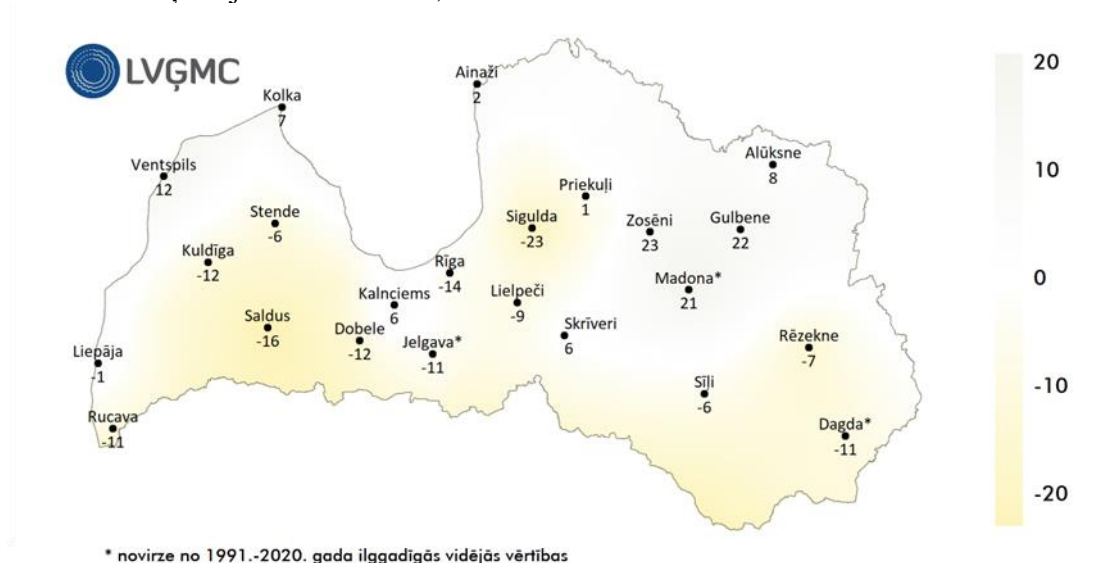 LVĢMC
Ainaži
2
20
Kolka
7
Alūksne
8
Ventspils
12
10
Priekuļi
1
Stende
-6
Sigulda
-23
Zosēni
23
Gulbene
22
Kuldīga
-12
Rīga
-14
Madona*
21
0
Kalnciems
6
Lielpeči
-9
Saldus
-16
Dobele
-12
Jelgava*
-11
Skrīveri
6
Rēzekne
-7
Liepāja
-1
Sīļi
-6
-10
Rucava
-11
Dagda*
-11
-20
* novirze no 1991.-2020. gada ilggadīgās vidējās vērtības